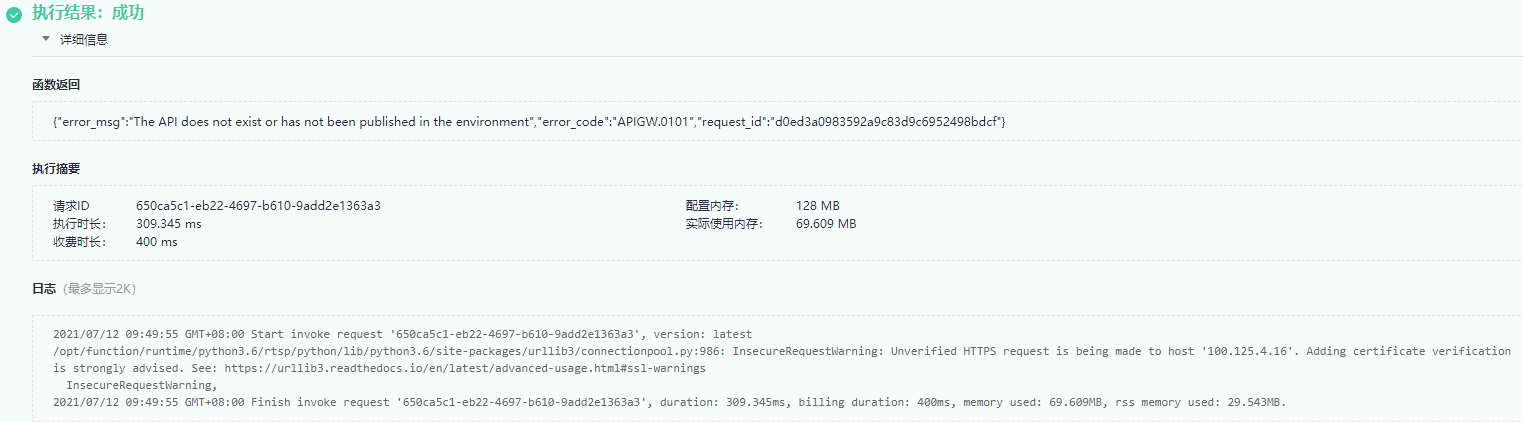 执行结果：成功
详细信息
函数返回
{"error_msg":"The API does not exist or has not been published in the environment","error_code":"APIGW.0101","request_id":"d0ed3a0983592a9c83d9c6952498bdcf"}
执行摘要
请求ID 650ca5c1-eb22-4697-b610-9add2e1363a3 配置内存： 128 MB
执行时长： 309.345 ms 实际使用内存： 69.609 MB
收费时长： 400 ms
日志（最多显示2K）
2021/07/12 09:49:55 GMT+08:00 Start invoke request '650ca5c1-eb22-4697-b610-9add2e1363a3', version: latest
/opt/function/runtime/python3.6/rtsp/python/lib/python3.6/site-packages/urllib3/connectionpool.py:986: InsecureRequestWarning: Unverified HTTPS request is being made to host '100.125.4.16'. Adding certificate verification
is strongly advised. See: https://urllib3.readthedocs.io/en/latest/advanced-usage.html#ssl-warnings
InsecureRequestWarning,
2021/07/12 09:49:55 GMT+08:00 Finish invoke request '650ca5c1-eb22-4697-b610-9add2e1363a3', duration: 309.345ms, billing duration: 400ms, memory used: 69.609MB, rss memory used: 29.543MB.